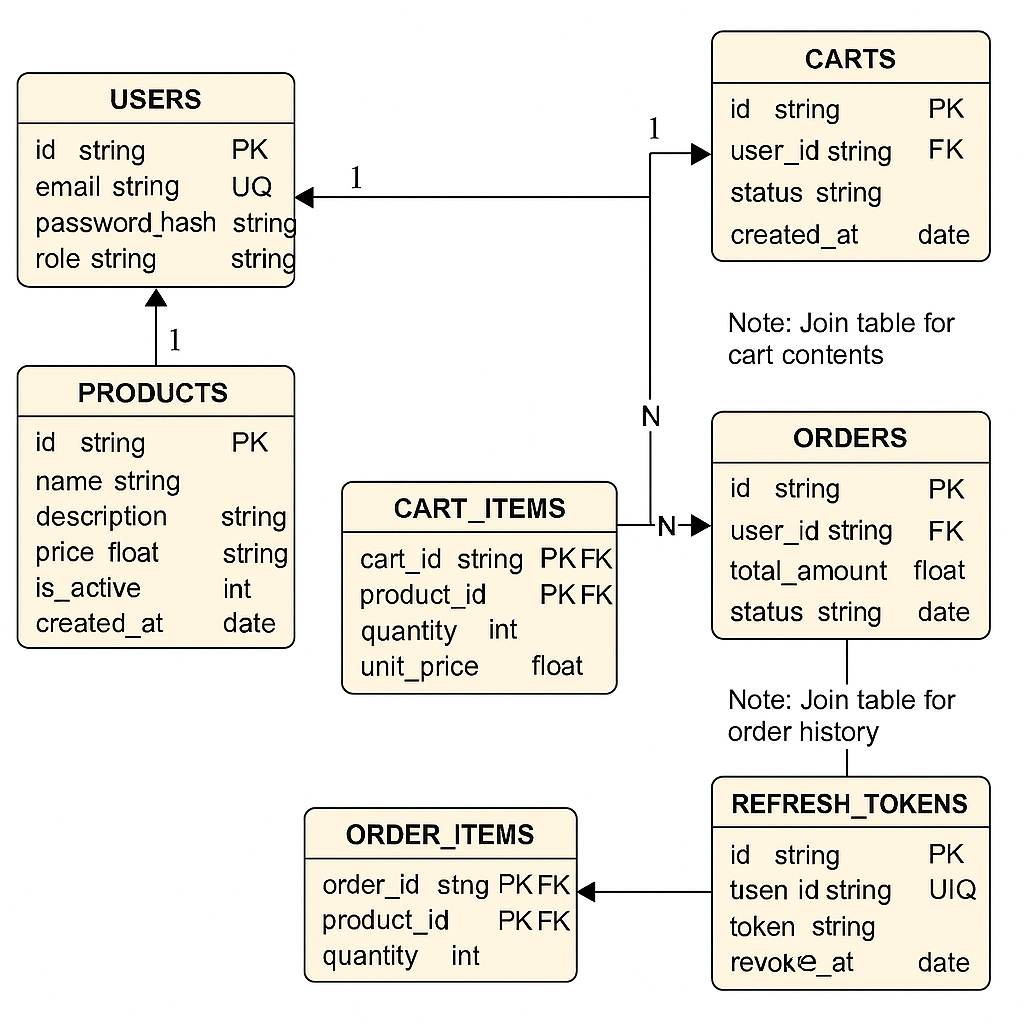 USERS
id string PK
email string UQ
password_hash string
role string string
1
1
CARTS
id string PK
user_id string FK
status string
created_at date
Note: Join table for
cart contents
1
PRODUCTS
id string PK
name string
description string
price float string
is_active int
created_at date
N
CART_ITEMS
cart_id string PK FK
product_id PK FK
quantity int
unit_price float
N
ORDERS
id string PK
user_id string FK
total_amount float
status string date
Note: Join table for
order history
ORDER_ITEMS
order_id stng PK FK
product_id PK FK
quantity int
REFRESH_TOKENS
id string PK
tusen id string UIQ
token string
revoke_at date